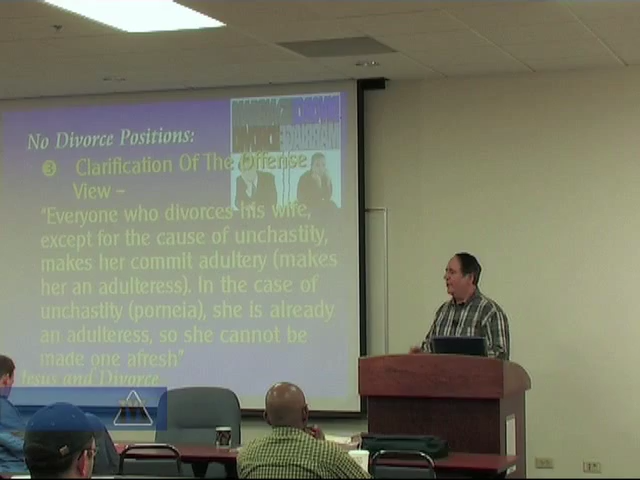 No Divorce Positions:
3 Clarification Of The Offense
View –
"Everyone who divorces his wife,
except for the cause of unchastity,
makes her commit adultery (makes
her an adulteress). In the case of
unchastity (porneia), she is already
an adulteress, so she cannot be
made one afresh"
Jesus and Divorce